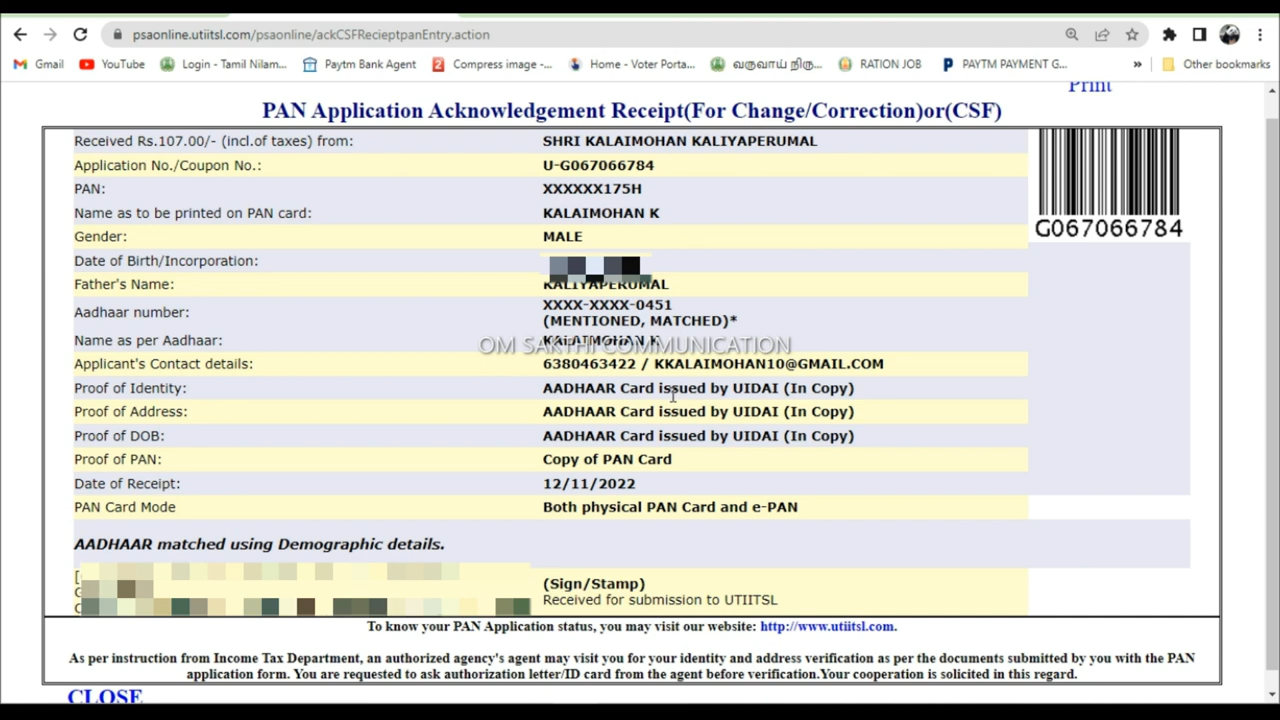 psaonline.utiitsl.com/psaonline/ackCSFRecieptpanEntry.action
Gmail YouTube Login - Tamil Nilam... Paytm Bank Agent Compress image -... Home - Voter Porta... வருவாய் நிரு... RATION JOB PAYTM PAYMENT G... » Other bookmarks
Print
PAN Application Acknowledgement Receipt(For Change/Correction)or(CSF)
Received Rs.107.00/- (incl.of taxes) from: SHRI KALAIMOHAN KALIYAPERUMAL
Application No./Coupon No.: U-G067066784
PAN: XXXXXX175H
Name as to be printed on PAN card: KALAIMOHAN K
G067066784
Gender: MALE
Date of Birth/Incorporation:
Father's Name: KALIYAPERUMAL
Aadhaar number: XXXX-XXXX-0451
(MENTIONED, MATCHED)*
Name as per Aadhaar: KALAIMOHAN K
OM SAKTHI COMMUNICATION
Applicant's Contact details: 6380463422 / KKALAIMOHAN10@GMAIL.COM
Proof of Identity: AADHAAR Card issued by UIDAI (In Copy)
Proof of Address: AADHAAR Card issued by UIDAI (In Copy)
Proof of DOB: AADHAAR Card issued by UIDAI (In Copy)
Proof of PAN: Copy of PAN Card
Date of Receipt: 12/11/2022
PAN Card Mode Both physical PAN Card and e-PAN
AADHAAR matched using Demographic details.
(Sign/Stamp)
Received for submission to UTIITSL
To know your PAN Application status, you may visit our website: http://www.utiitsl.com.
As per instruction from Income Tax Department, an authorized agency's agent may visit you for your identity and address verification as per the documents submitted by you with the PAN
application form. You are requested to ask authorization letter/ID card from the agent before verification.Your cooperation is solicited in this regard.
CLOSE